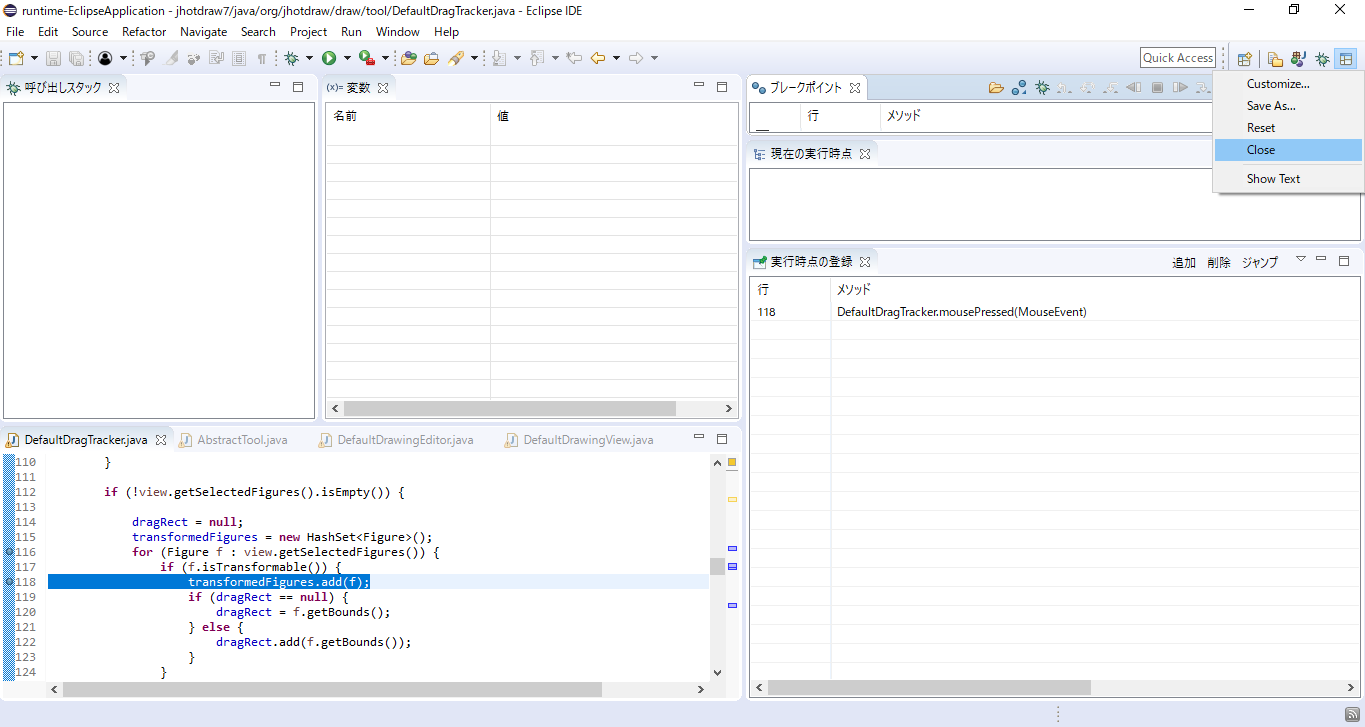 runtime-EclipseApplication - jhotdraw7/java/org/jhotdraw/draw/tool/DefaultDragTracker.java - Eclipse IDE
File Edit Source Refactor Navigate Search Project Run Window Help
Quick Access
呼び出しスタック
(x)= 変数
ブレークポイント
Customize...
Save As...
Reset
Close
Show Text
名前 値
行 メソッド
現在の実行時点
実行時点の登録 追加 削除 ジャンプ
行 メソッド
118 DefaultDragTracker.mousePressed(MouseEvent)
DefaultDragTracker.java AbstractTool.java DefaultDrawingEditor.java DefaultDrawingView.java
110 }
111
112 if (!view.getSelectedFigures().isEmpty()) {
113
114 dragRect = null;
115 transformedFigures = new HashSet<Figure>();
116 for (Figure f : view.getSelectedFigures()) {
117 if (f.isTransformable()) {
118 transformedFigures.add(f);
119 if (dragRect == null) {
120 dragRect = f.getBounds();
121 } else {
122 dragRect.add(f.getBounds());
123 }
124 }